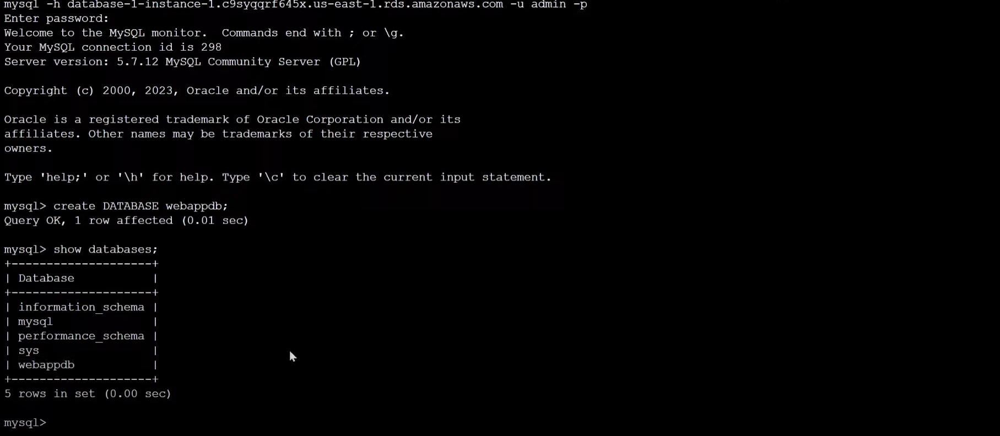 mysql -h database-1-instance-1.c9syqqrf645x.us-east-1.rds.amazonaws.com -u admin -p
Enter password:
Welcome to the MySQL monitor.  Commands end with ; or \g.
Your MySQL connection id is 298
Server version: 5.7.12 MySQL Community Server (GPL)

Copyright (c) 2000, 2023, Oracle and/or its affiliates.

Oracle is a registered trademark of Oracle Corporation and/or its
affiliates. Other names may be trademarks of their respective
owners.

Type 'help;' or '\h' for help. Type '\c' to clear the current input statement.

mysql> create DATABASE webappdb;
Query OK, 1 row affected (0.01 sec)

mysql> show databases;
+--------------------+
| Database           |
+--------------------+
| information_schema |
| mysql              |
| performance_schema |
| sys                |
| webappdb           |
+--------------------+
5 rows in set (0.00 sec)

mysql>